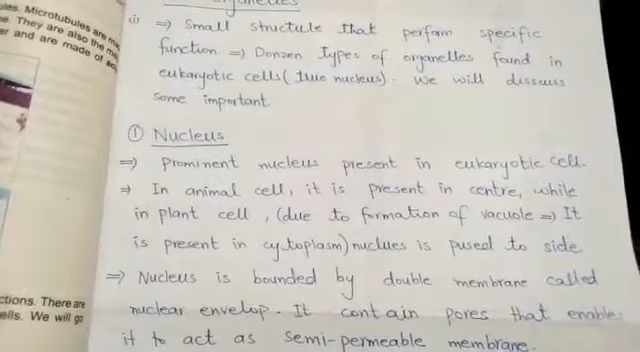 ules. Microtubules are
e. They are also the
er and are made of
organelles
i) ⇒ Small structure that perfom specific
function ⇒ Donzen Types of organelles found in
eukaryotic cells (true nucleus). We will disscuss
some important
① Nucleus
⇒ Prominent nucleus present in eukaryotic cell.
⇒ In animal cell, it is present in centre, while
in plant cell, (due to formation of vacuole ⇒ It
is present in cytoplasm) nuclues is pused to side
⇒ Nucleus is bounded by double membrane called
nuclear envelop. It contain pores that enable
it to act as semi-permeable membrane.
ctions. There are
ells. We will go